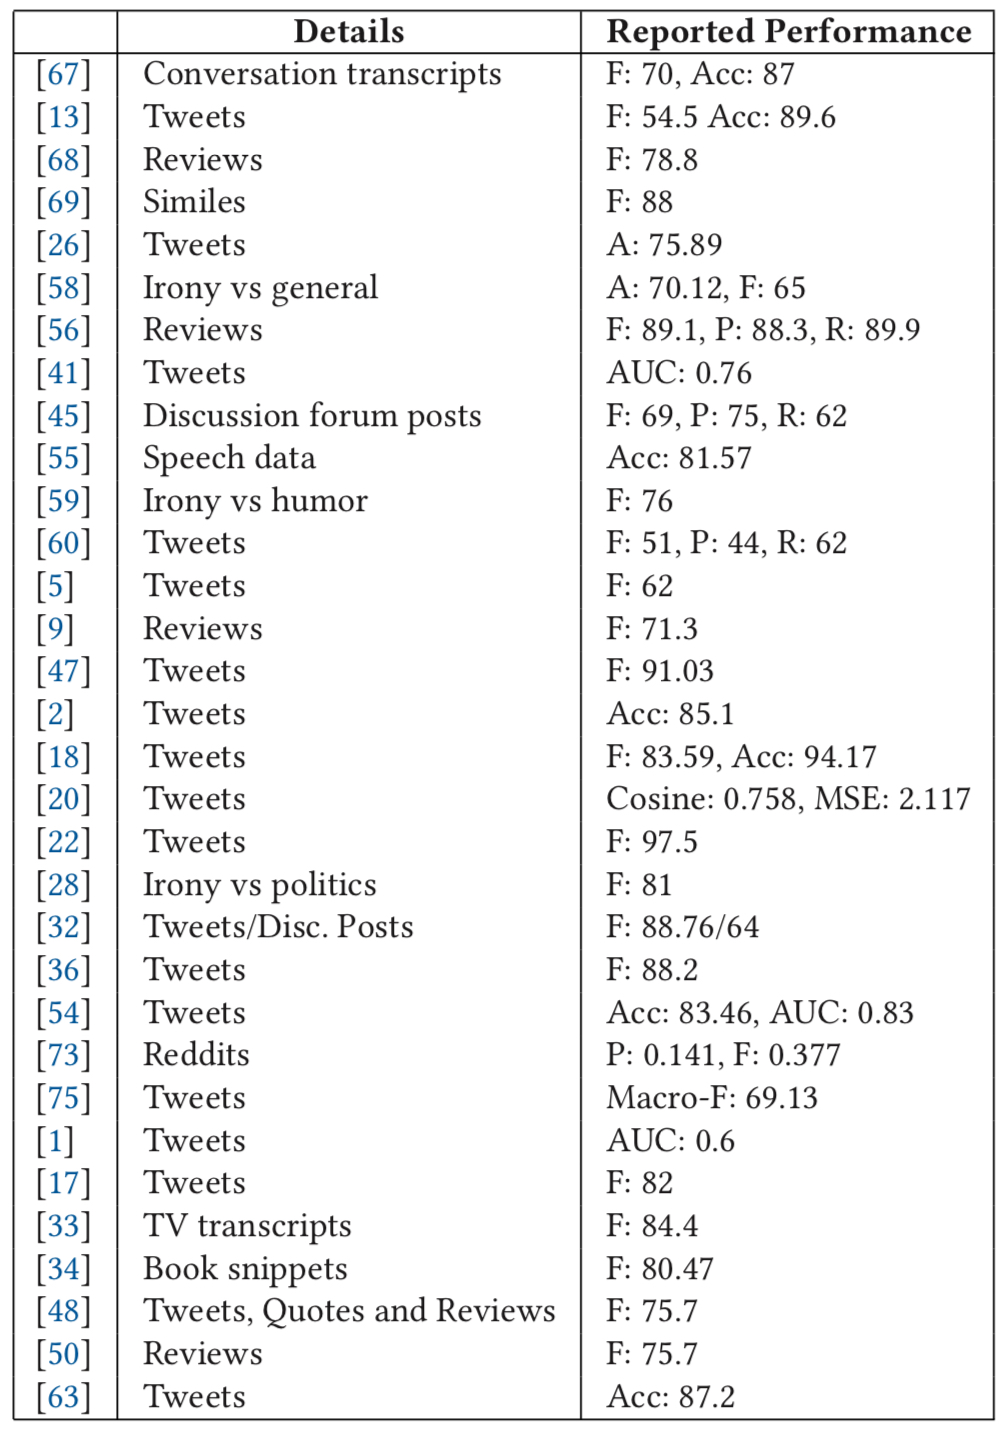 Details Reported Performance
[67] Conversation transcripts F: 70, Acc: 87
[13] Tweets F: 54.5 Acc: 89.6
[68] Reviews F: 78.8
[69] Similes F: 88
[26] Tweets A: 75.89
[58] Irony vs general A: 70.12, F: 65
[56] Reviews F: 89.1, P: 88.3, R: 89.9
[41] Tweets AUC: 0.76
[45] Discussion forum posts F: 69, P: 75, R: 62
[55] Speech data Acc: 81.57
[59] Irony vs humor F: 76
[60] Tweets F: 51, P: 44, R: 62
[5] Tweets F: 62
[9] Reviews F: 71.3
[47] Tweets F: 91.03
[2] Tweets Acc: 85.1
[18] Tweets F: 83.59, Acc: 94.17
[20] Tweets Cosine: 0.758, MSE: 2.117
[22] Tweets F: 97.5
[28] Irony vs politics F: 81
[32] Tweets/Disc. Posts F: 88.76/64
[36] Tweets F: 88.2
[54] Tweets Acc: 83.46, AUC: 0.83
[73] Reddits P: 0.141, F: 0.377
[75] Tweets Macro-F: 69.13
[1] Tweets AUC: 0.6
[17] Tweets F: 82
[33] TV transcripts F: 84.4
[34] Book snippets F: 80.47
[48] Tweets, Quotes and Reviews F: 75.7
[50] Reviews F: 75.7
[63] Tweets Acc: 87.2